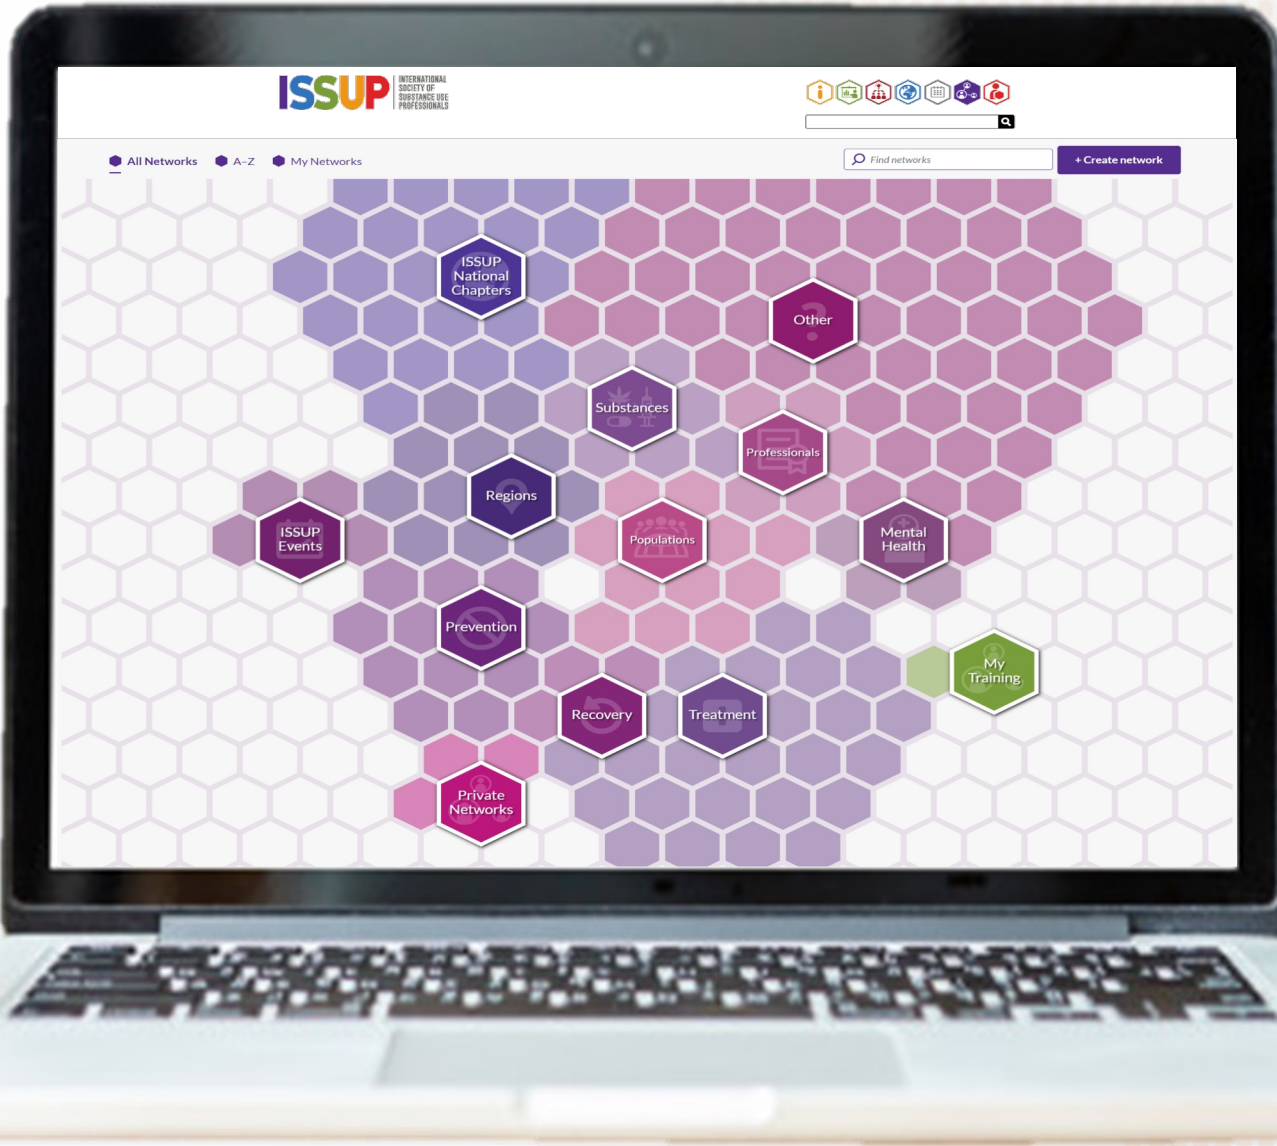 ISSUP
INTERNATIONAL
SOCIETY OF
SUBSTANCE USE
PROFESSIONALS
All Networks
A-Z
My Networks
Find networks
+ Create network
ISSUP
National
Chapters
Other
?
Substances
Professionals
Regions
ISSUP
Events
Populations
Mental
Health
Prevention
My
Training
Recovery
Treatment
Private
Networks